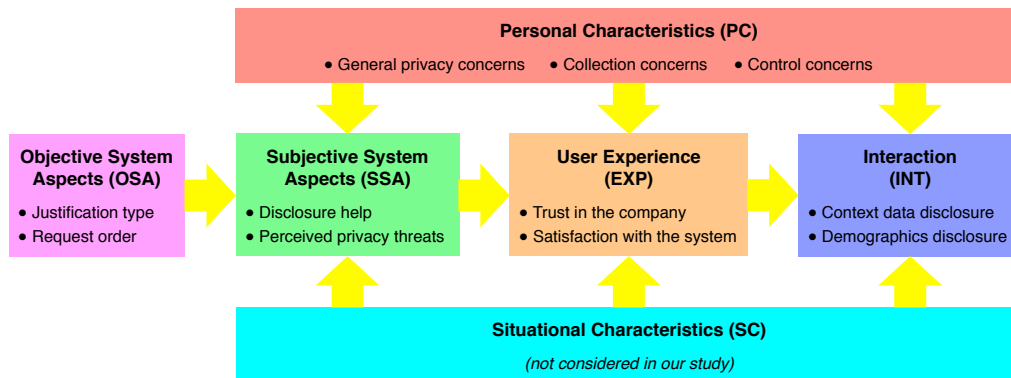 Personal Characteristics (PC)
● General privacy concerns ● Collection concerns ● Control concerns
Objective System
Aspects (OSA)
● Justification type
● Request order
Subjective System
Aspects (SSA)
● Disclosure help
● Perceived privacy threats
User Experience
(EXP)
● Trust in the company
● Satisfaction with the system
Interaction
(INT)
● Context data disclosure
● Demographics disclosure
Situational Characteristics (SC)
(not considered in our study)